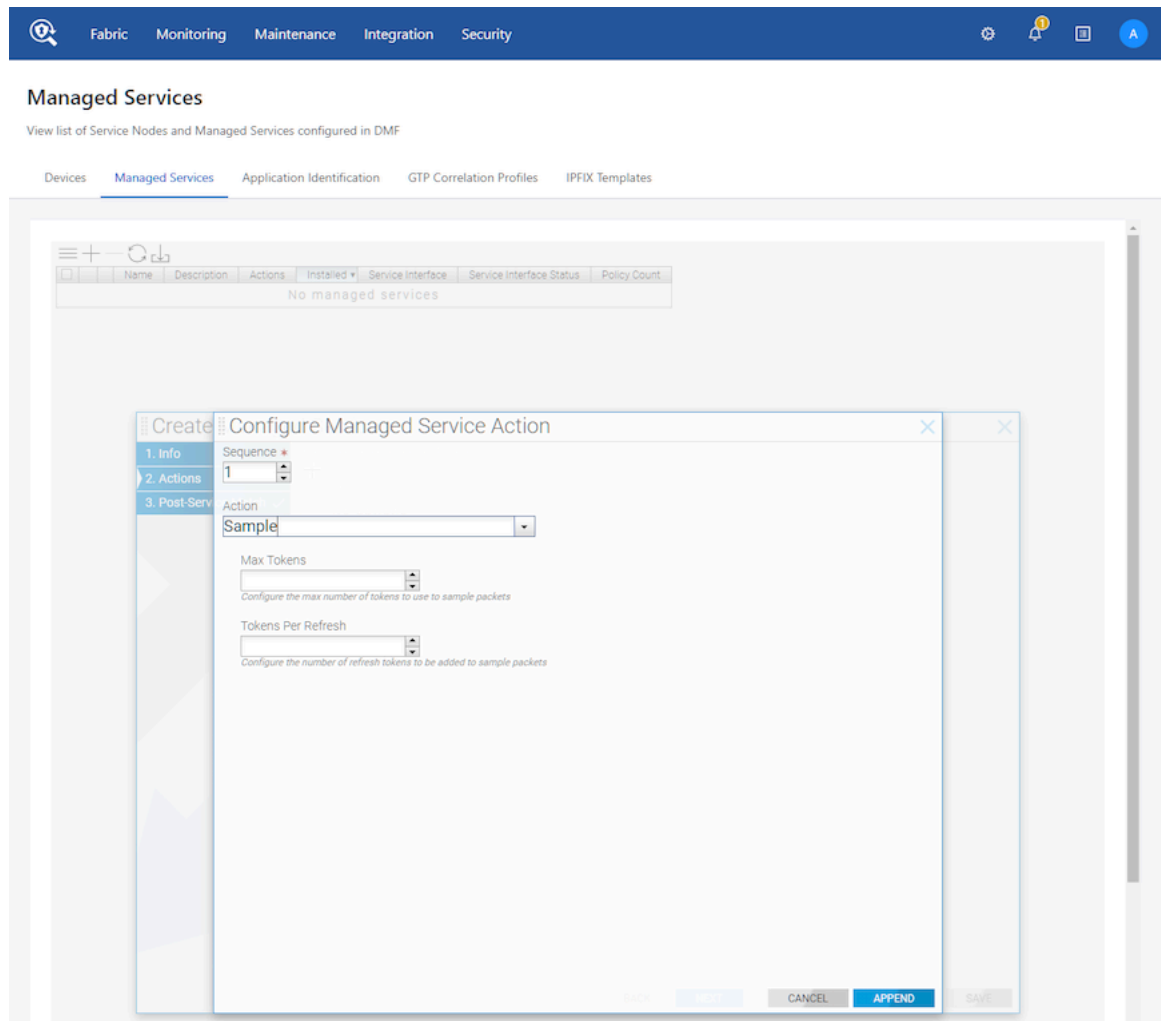 Fabric Monitoring Maintenance Integration Security 1 A
Managed Services
View list of Service Nodes and Managed Services configured in DMF
Devices Managed Services Application Identification GTP Correlation Profiles IPFIX Templates
Name Description Actions Installed Service Interface Service Interface Status Policy Count
No managed services
Create Configure Managed Service Action
1. Info
Sequence *
1
2. Actions
3. Post-Serv
Action
Sample
Max Tokens
Configure the max number of tokens to use to sample packets
Tokens Per Refresh
Configure the number of refresh tokens to be added to sample packets
BACK NEXT CANCEL APPEND SAVE